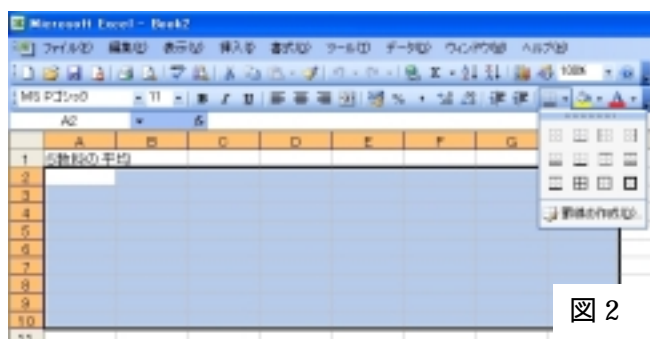 Microsoft Excel - Book2
ファイル(F) 編集(E) 表示(V) 挿入(I) 書式(O) ツール(T) データ(D) ウィンドウ(W) ヘルプ(H)
100%
MS Pゴシック 11 B I U
A2 fx
A B C D E F G
1 5教科の平均
2
3
4
5
6
7
8
9
10
11
罫線の作成(D)...
図 2